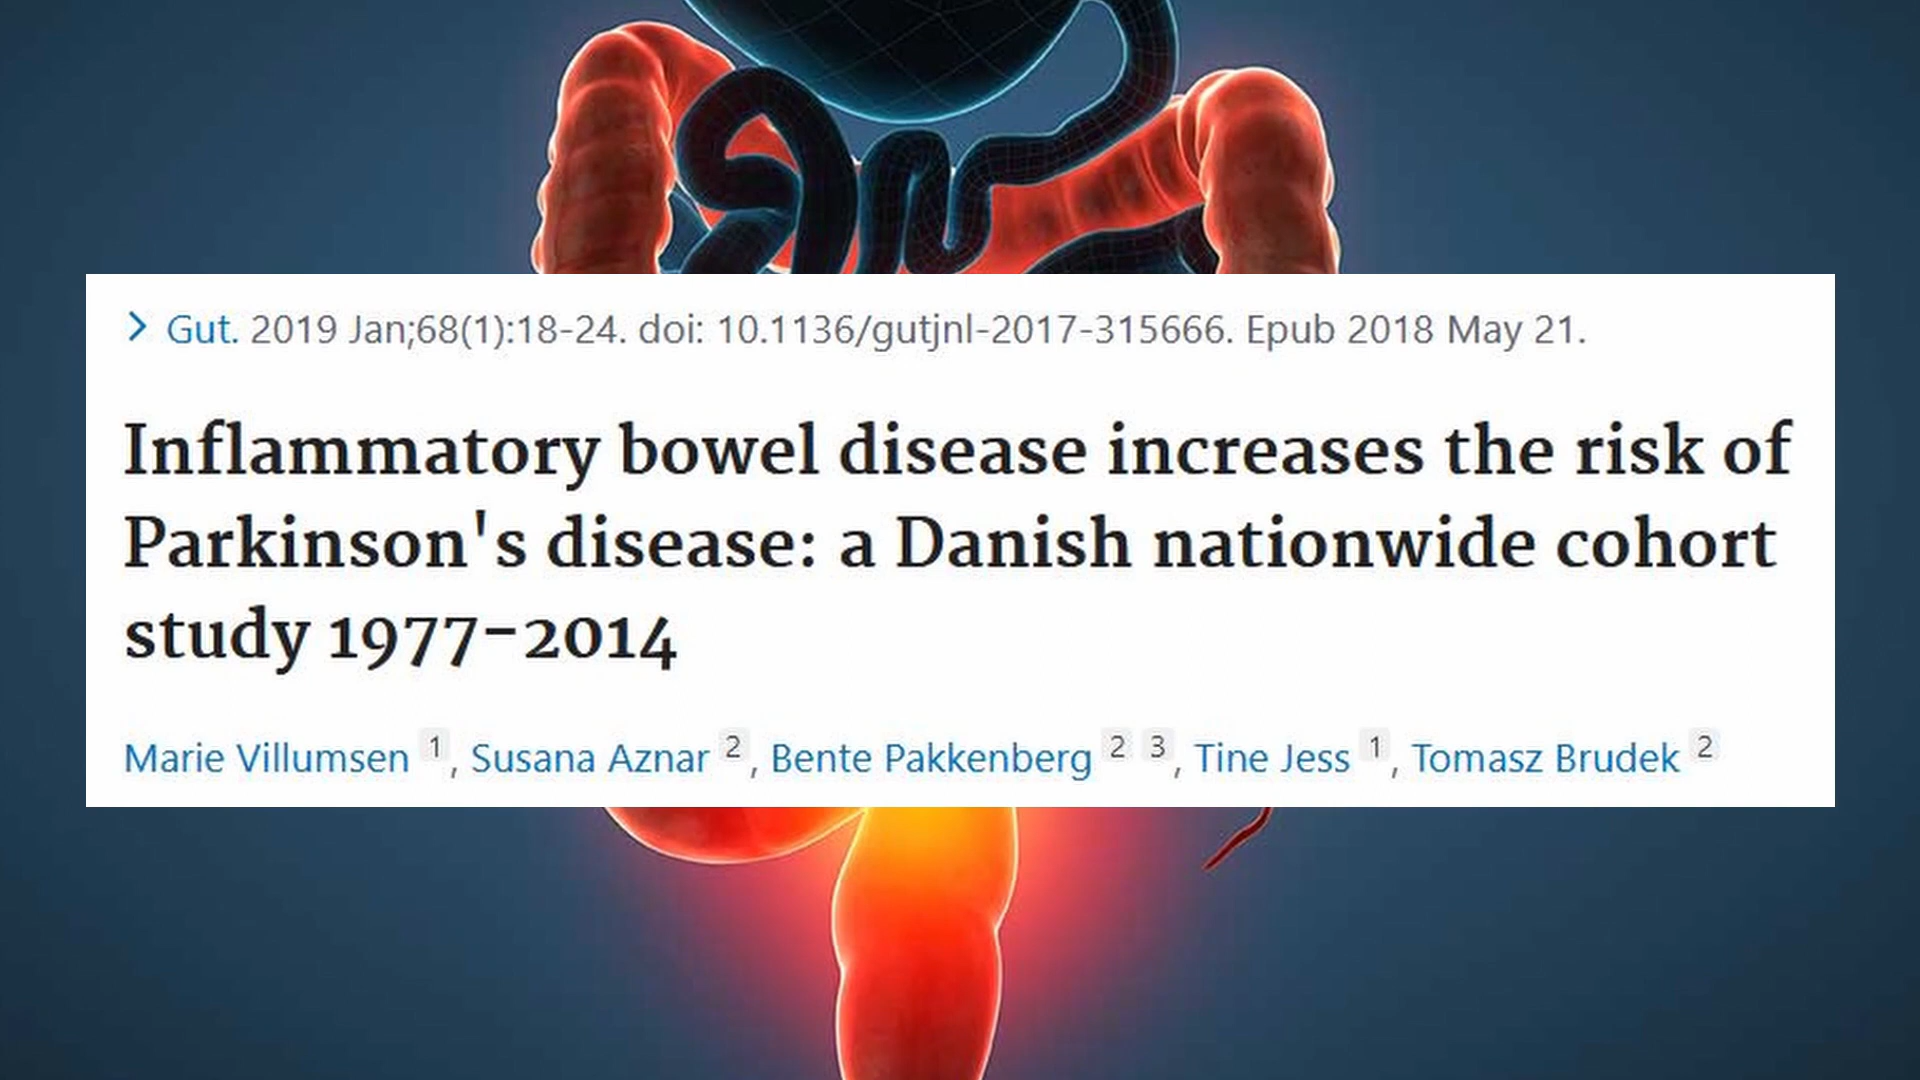 > Gut. 2019 Jan;68(1):18-24. doi: 10.1136/gutjnl-2017-315666. Epub 2018 May 21.
Inflammatory bowel disease increases the risk of
Parkinson's disease: a Danish nationwide cohort
study 1977-2014
Marie Villumsen 1, Susana Aznar 2, Bente Pakkenberg 2 3, Tine Jess 1, Tomasz Brudek 2